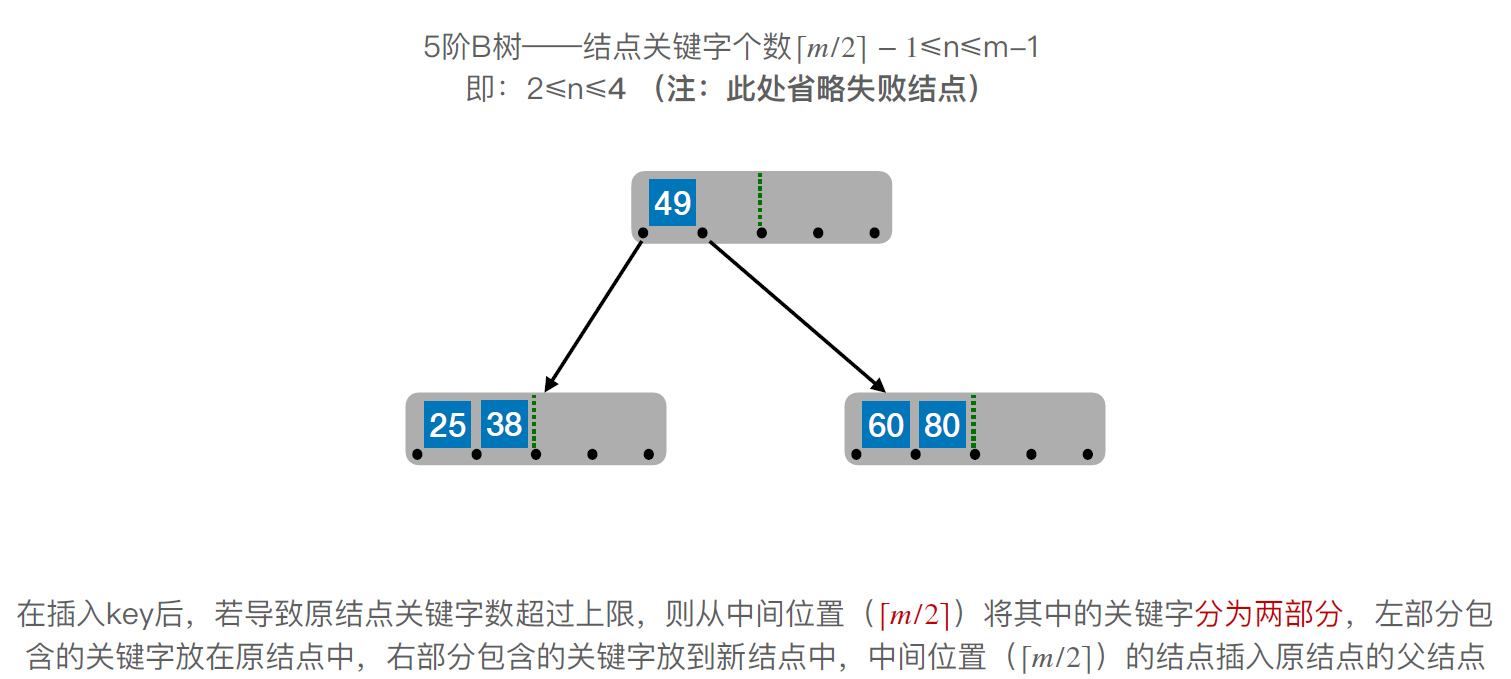 5阶B树——结点关键字个数⌈m/2⌉ − 1≤n≤m–1
即：2≤n≤4 （注：此处省略失败结点）
49
25 38 60 80
在插入key后，若导致原结点关键字数超过上限，则从中间位置（⌈m/2⌉）将其中的关键字分为两部分，左部分包
含的关键字放在原结点中，右部分包含的关键字放到新结点中，中间位置（⌈m/2⌉）的结点插入原结点的父结点